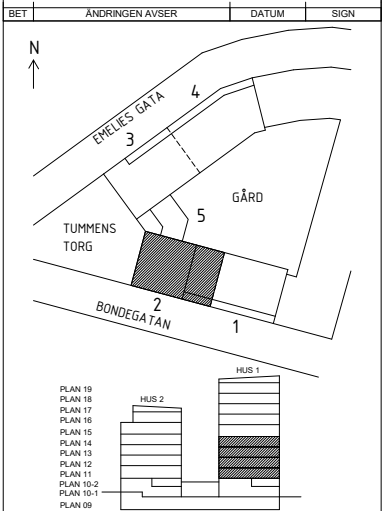 BET ÄNDRINGEN AVSER DATUM SIGN
N
EMELIES GATA
4
3
GÅRD
5
TUMMENS
TORG
2
BONDEGATAN
1
HUS 1
PLAN 19
PLAN 18 HUS 2
PLAN 17
PLAN 16
PLAN 15
PLAN 14
PLAN 13
PLAN 12
PLAN 11
PLAN 10-2
PLAN 10-1
PLAN 09